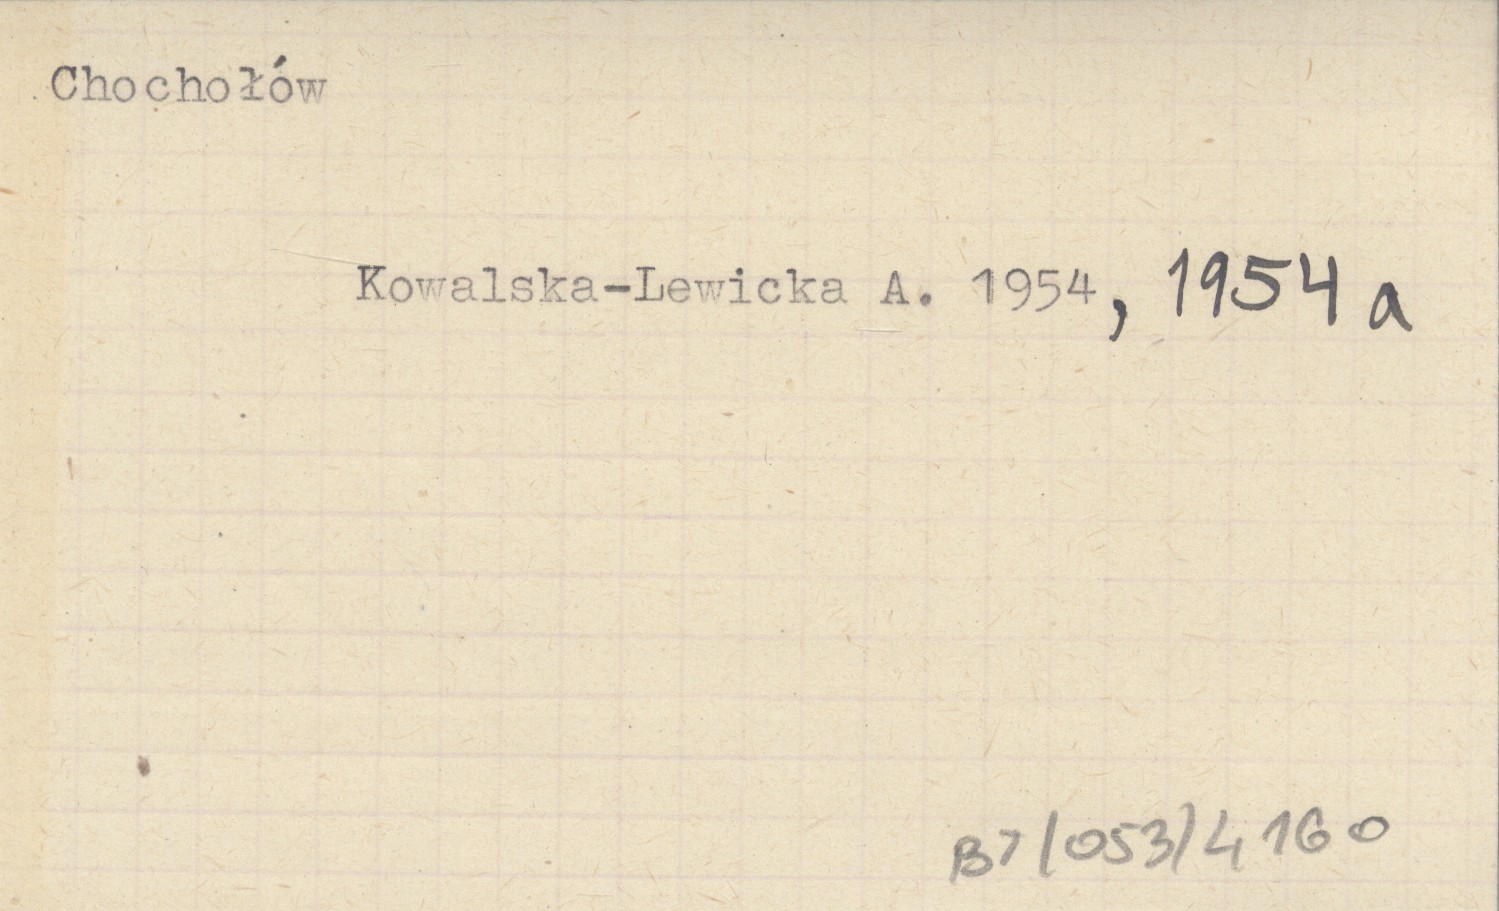 Chochołów
Kowalska-Lewicka A. 1954, 1954 a
B7/053/4160